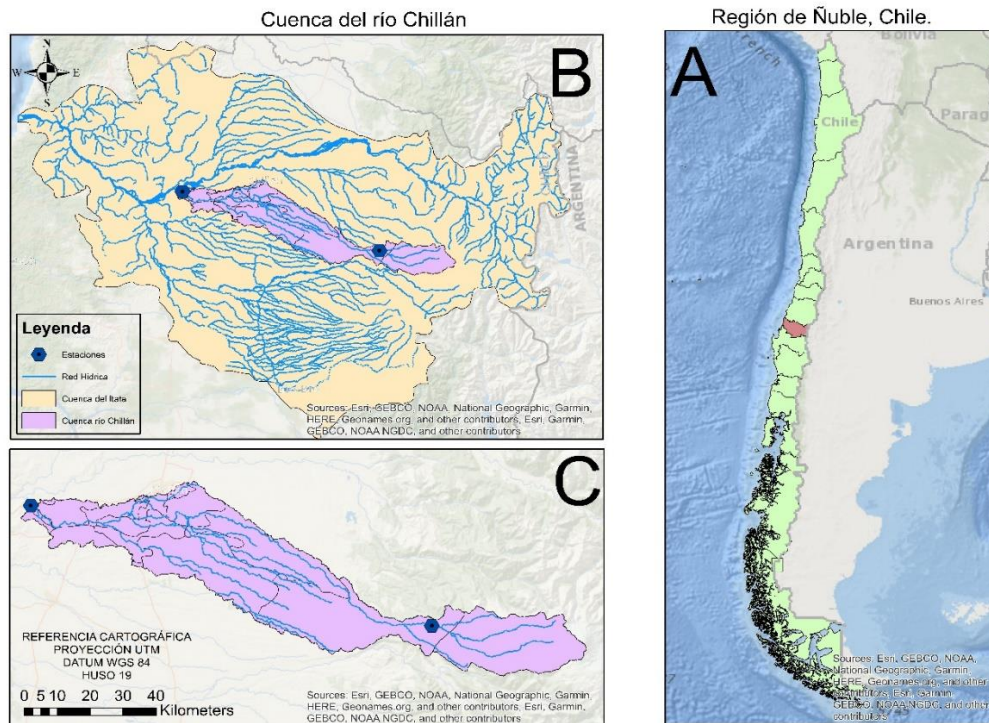 Cuenca del río Chillán
N
W
E
S
B
ARGENTINA
Leyenda
Estaciones
Red Hídrica
Cuenca del Itata
Cuenca río Chillán
Sources: Esri, GEBCO, NOAA, National Geographic, Garmin,
HERE, Geonames.org, and other contributors, Esri, Garmin,
GEBCO, NOAA NGDC, and other contributors
C
REFERENCIA CARTOGRÁFICA
PROYECCIÓN UTM
DATUM WGS 84
HUSO 19
0 5 10 20 30 40
Kilometers
Sources: Esri, GEBCO, NOAA, National Geographic, Garmin,
HERE, Geonames.org, and other contributors, Esri, Garmin,
GEBCO, NOAA NGDC, and other contributors
Región de Ñuble, Chile.
A
Trench
Bolivia
Chile
Parag
Argentina
Buenos Aires
Sources: Esri, GEBCO, NOAA,
National Geographic, Garmin,
HERE, Geonames.org, and other
contributors, Esri, Garmin,
GEBCO, NOAA NGDC, and other
contributors